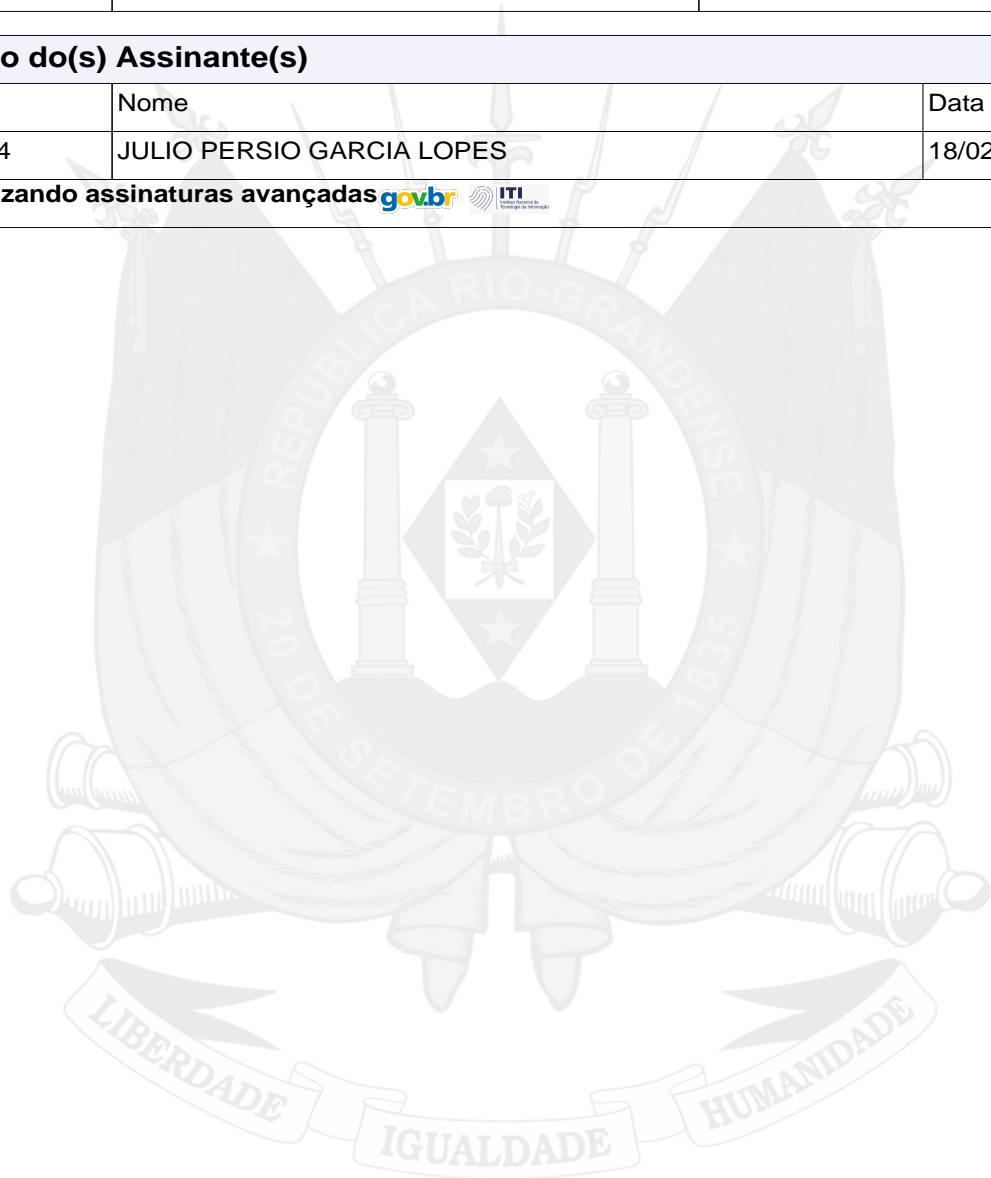 o do(s) Assinante(s)
Nome
Data
4
JULIO PERSIO GARCIA LOPES
18/02
zando assinaturas avançadas gov.br ITI
REPÚBLICA RIO-GRANDENSE
20 DE SETEMBRO DE 1835
LIBERDADE
IGUALDADE
HUMANIDADE